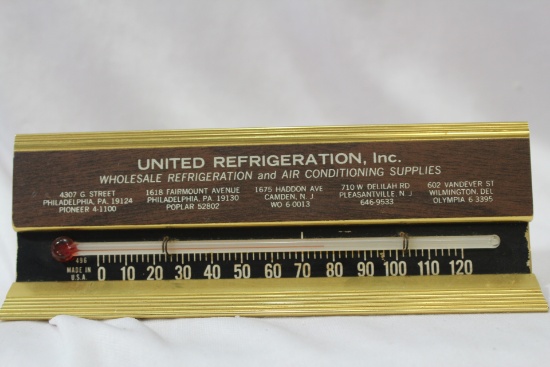 UNITED REFRIGERATION, Inc.
WHOLESALE REFRIGERATION and AIR CONDITIONING SUPPLIES
4307 G STREET 1618 FAIRMOUNT AVENUE 1675 HADDON AVE 710 W DELILAH RD 602 VANDEVER ST
PHILADELPHIA, PA. 19124 PHILADELPHIA, PA. 19130 CAMDEN, N. J PLEASANTVILLE, N. J WILMINGTON, DEL
PIONEER 4-1100 POPLAR 52802 WO 6 0013 646-9533 OLYMPIA 6 3395
496
MADE IN
U.S.A. 0 10 20 30 40 50 60 70 80 90 100 110 120